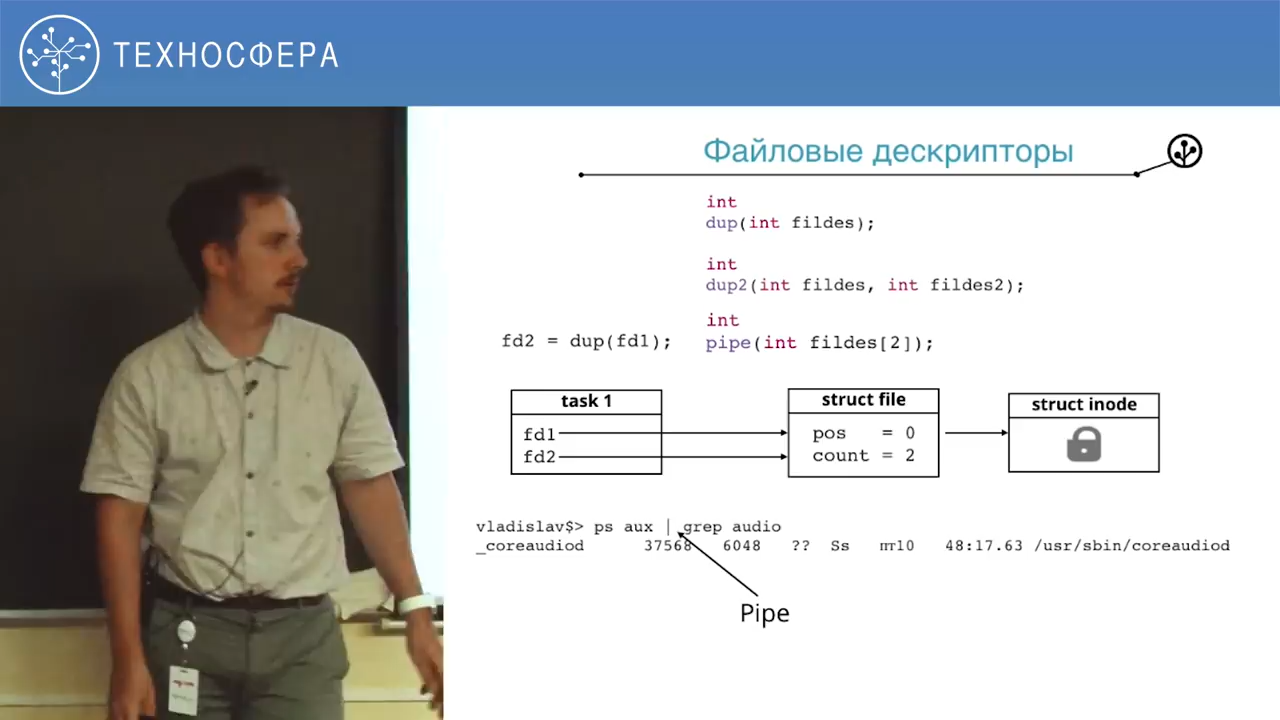 ТЕХНОСФЕРА
Файловые дескрипторы
int
dup(int fildes);
int
dup2(int fildes, int fildes2);
int
pipe(int fildes[2]);
fd2 = dup(fd1);
task 1
fd1
fd2
struct file
pos = 0
count = 2
struct inode
vladislav$> ps aux | grep audio
_coreaudiod 37568 6048 ?? Ss пт10 48:17.63 /usr/sbin/coreaudiod
Pipe